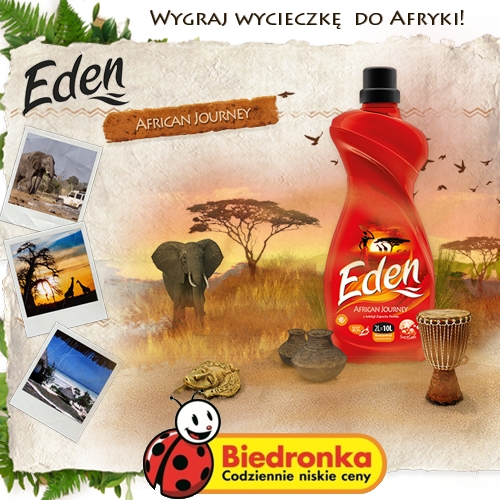 Wygraj wycieczkę do Afryki!
Eden
African Journey
Eden
African Journey
2L=10L
Biedronka
Codziennie niskie ceny